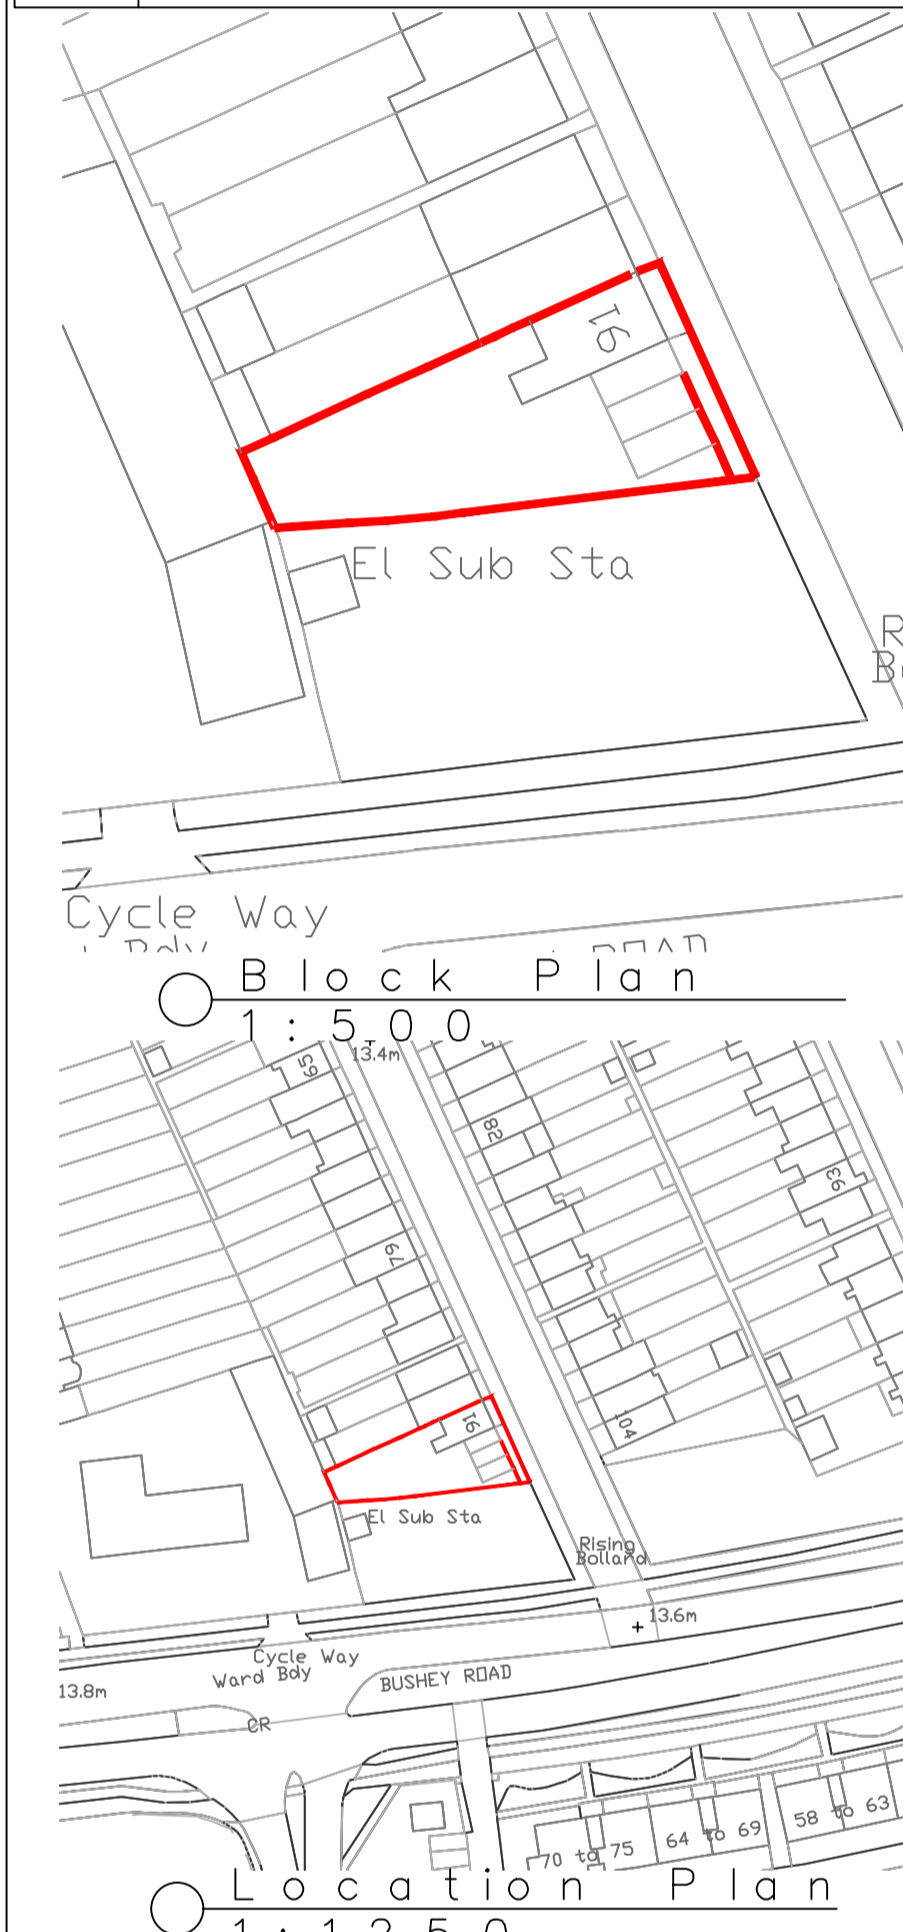 91
El Sub Sta
Cycle Way
Block Plan
1:500
13.4m
65
82
93
79
91
104
El Sub Sta
Rising
Bollard
13.6m
Cycle Way
Ward Bdy
BUSHEY ROAD
13.8m
CR
70 to 75
64 to 69
58 to 63
Location Plan
1:1250